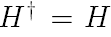 H† = H